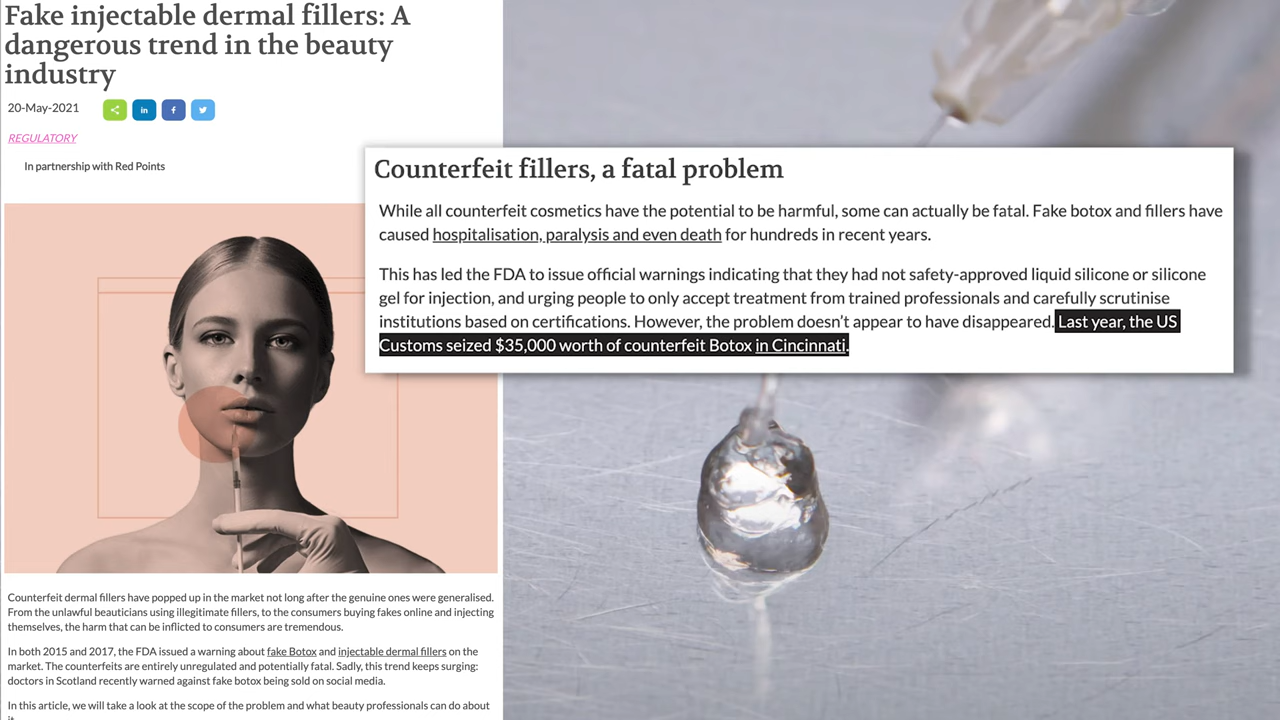 Fake injectable dermal fillers: A
dangerous trend in the beauty
industry
20-May-2021
in
f
REGULATORY
In partnership with Red Points
Counterfeit fillers, a fatal problem
While all counterfeit cosmetics have the potential to be harmful, some can actually be fatal. Fake botox and fillers have
caused hospitalisation, paralysis and even death for hundreds in recent years.
This has led the FDA to issue official warnings indicating that they had not safety-approved liquid silicone or silicone
gel for injection, and urging people to only accept treatment from trained professionals and carefully scrutinise
institutions based on certifications. However, the problem doesn’t appear to have disappeared. Last year, the US
Customs seized $35,000 worth of counterfeit Botox in Cincinnati.
Counterfeit dermal fillers have popped up in the market not long after the genuine ones were generalised.
From the unlawful beauticians using illegitimate fillers, to the consumers buying fakes online and injecting
themselves, the harm that can be inflicted to consumers are tremendous.
In both 2015 and 2017, the FDA issued a warning about fake Botox and injectable dermal fillers on the
market. The counterfeits are entirely unregulated and potentially fatal. Sadly, this trend keeps surging:
doctors in Scotland recently warned against fake botox being sold on social media.
In this article, we will take a look at the scope of the problem and what beauty professionals can do about